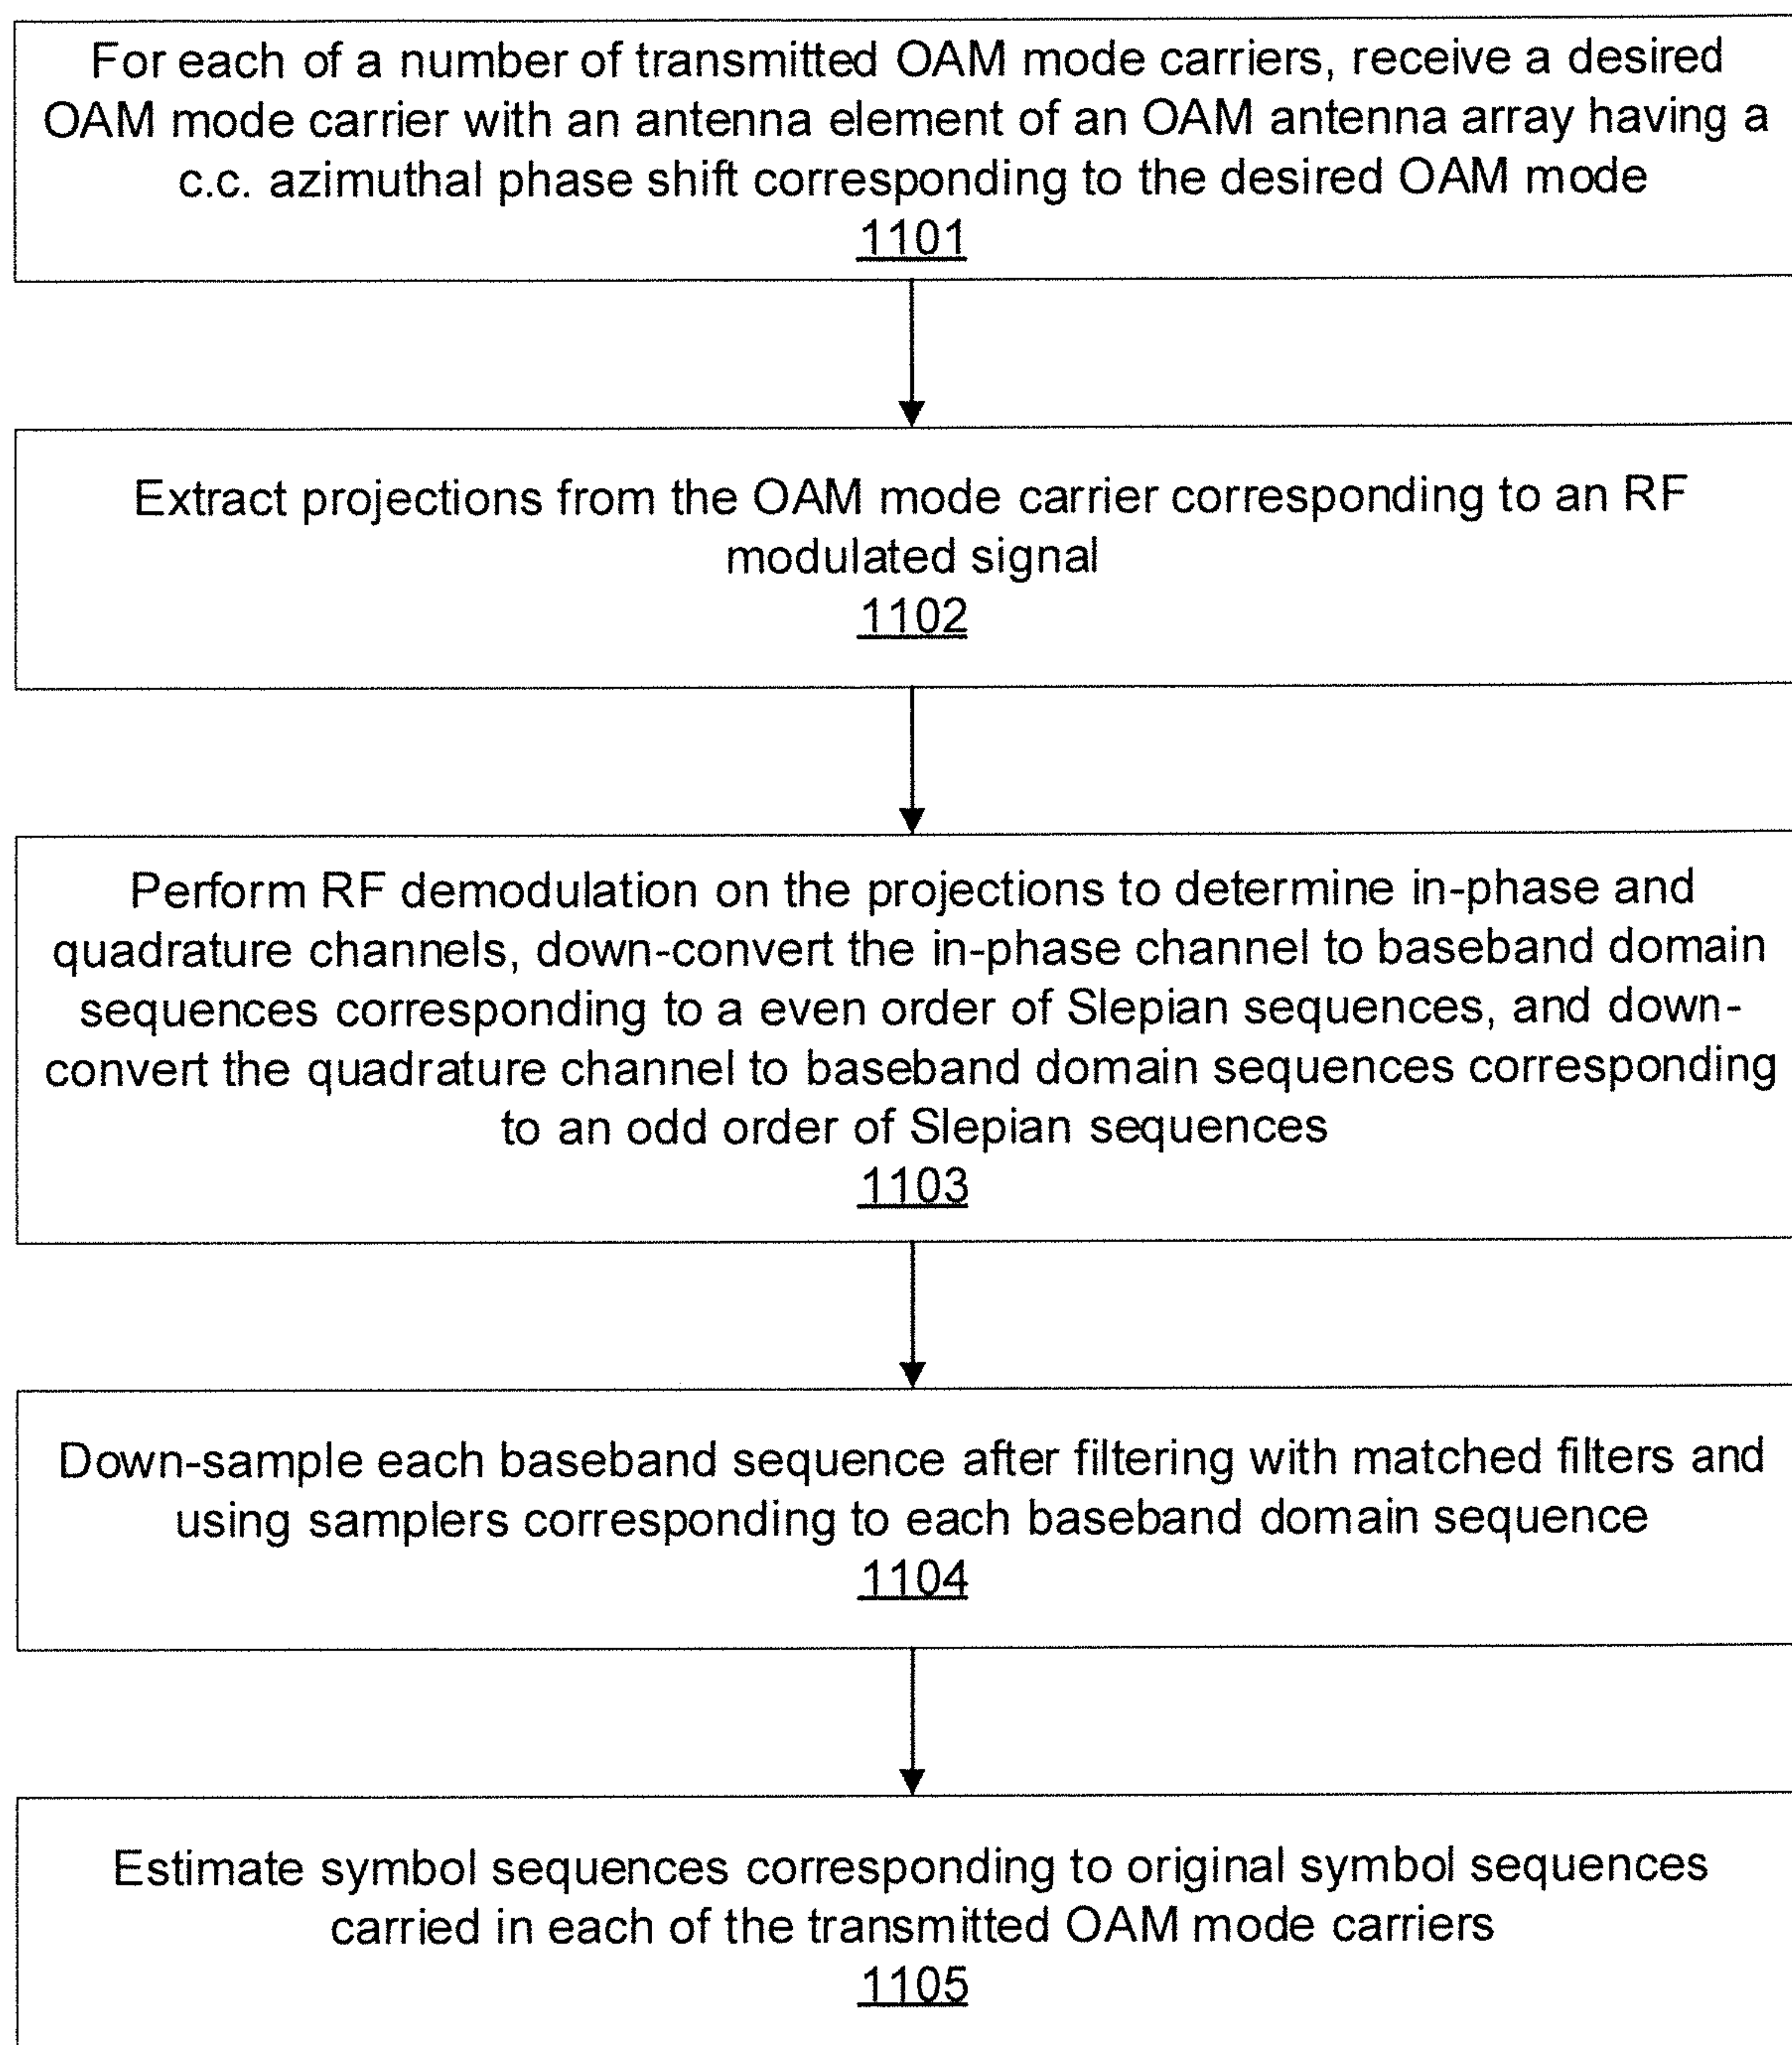 For each of a number of transmitted OAM mode carriers, receive a desired
OAM mode carrier with an antenna element of an OAM antenna array having a
c.c. azimuthal phase shift corresponding to the desired OAM mode
1101
Extract projections from the OAM mode carrier corresponding to an RF
modulated signal
1102
Perform RF demodulation on the projections to determine in-phase and
quadrature channels, down-convert the in-phase channel to baseband domain
sequences corresponding to a even order of Slepian sequences, and down-
convert the quadrature channel to baseband domain sequences corresponding
to an odd order of Slepian sequences
1103
Down-sample each baseband sequence after filtering with matched filters and
using samplers corresponding to each baseband domain sequence
1104
Estimate symbol sequences corresponding to original symbol sequences
carried in each of the transmitted OAM mode carriers
1105